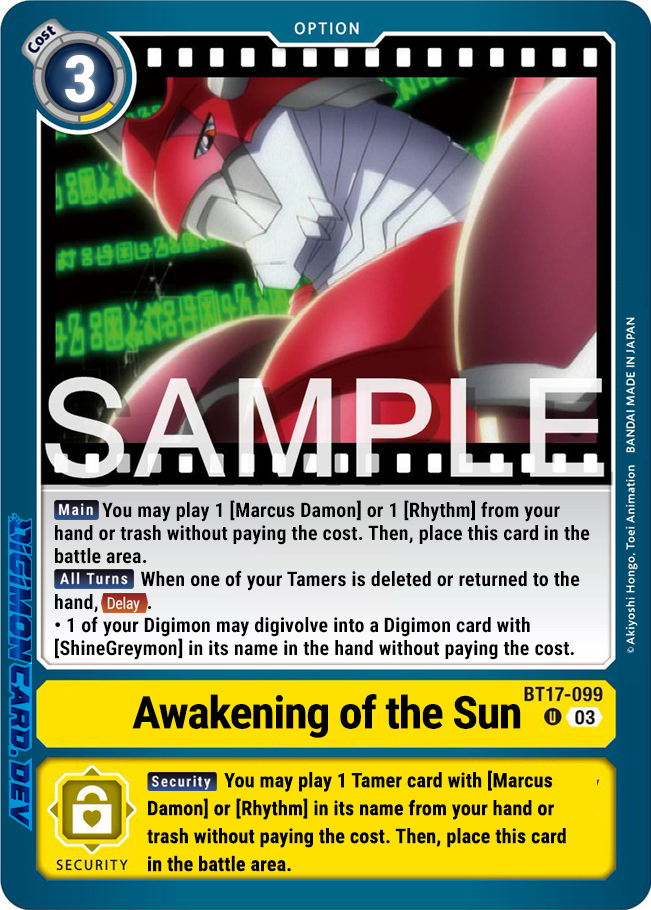 OPTION
Cost
3
SAMPLE
Main You may play 1 [Marcus Damon] or 1 [Rhythm] from your
hand or trash without paying the cost. Then, place this card in the
battle area.
All Turns When one of your Tamers is deleted or returned to the
hand, Delay.
• 1 of your Digimon may digivolve into a Digimon card with
[ShineGreymon] in its name in the hand without paying the cost.
© Akiyoshi Hongo. Toei Animation BANDAI MADE IN JAPAN
DIGIMONCARD.DEV
BT17-099
Awakening of the Sun
U 03
Security You may play 1 Tamer card with [Marcus
Damon] or [Rhythm] in its name from your hand or
trash without paying the cost. Then, place this card
in the battle area.
SECURITY